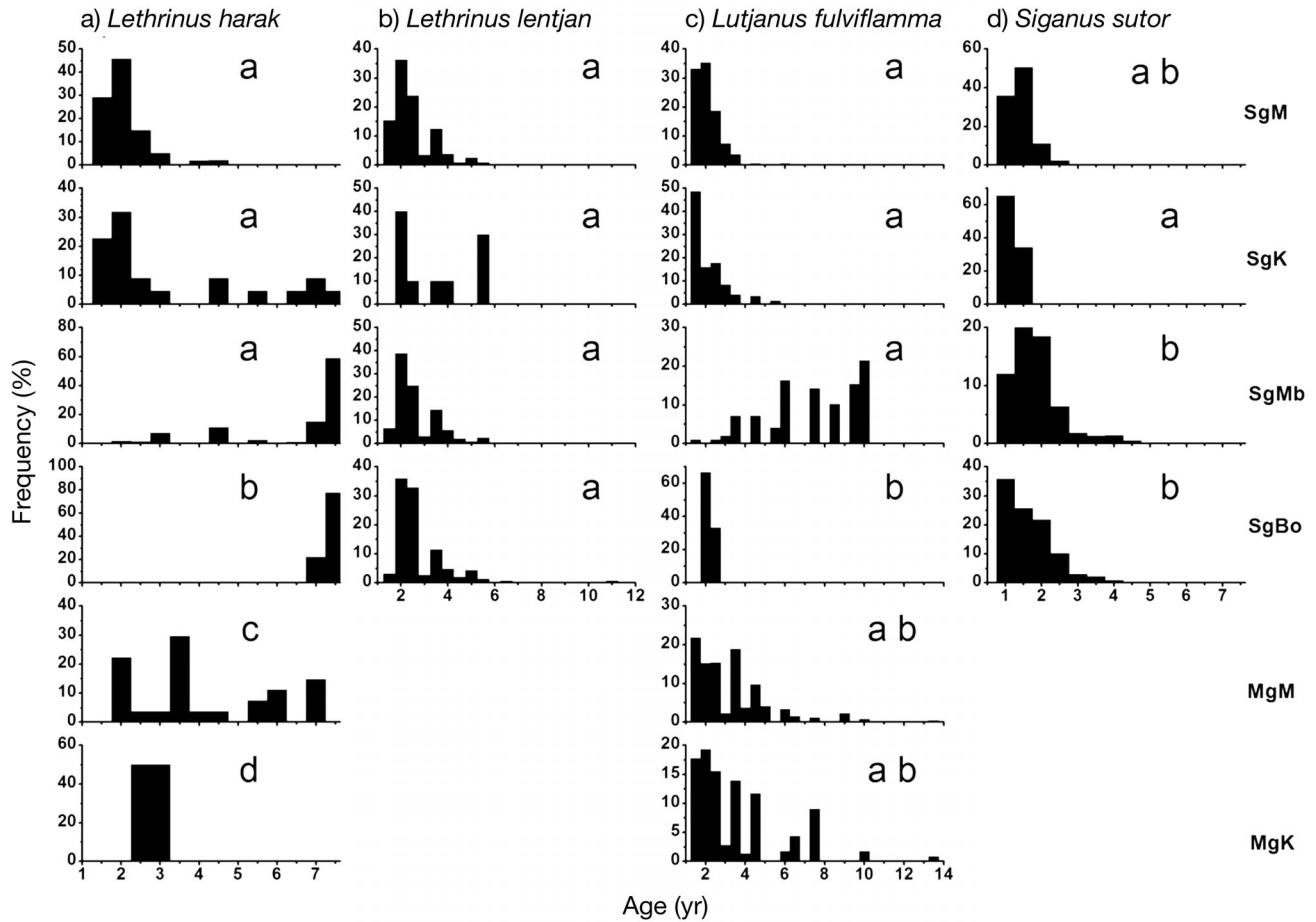 a) Lethrinus harak b) Lethrinus lentjan c) Lutjanus fulviflamma d) Siganus sutor
50 40 30 20 10 0 a
40 30 20 10 0 a
40 30 20 10 0 a
60 40 20 0 a b
SgM
40 30 20 10 0 a
50 40 30 20 10 0 a
50 40 30 20 10 0 a
60 40 20 0 a
SgK
80 60 40 20 0 a
50 40 30 20 10 0 a
30 20 10 0 a
20 10 0 b
SgMb
100 80 60 40 20 0 b
40 30 20 10 0 a
2 4 6 8 10 12
60 40 20 0 b
40 30 20 10 0 b
1 2 3 4 5 6 7
SgBo
40 30 20 10 0 c
30 20 10 0 a b
MgM
60 40 20 0 d
1 2 3 4 5 6 7
20 15 10 5 0 a b
2 4 6 8 10 12 14
MgK
Frequency (%)
Age (yr)